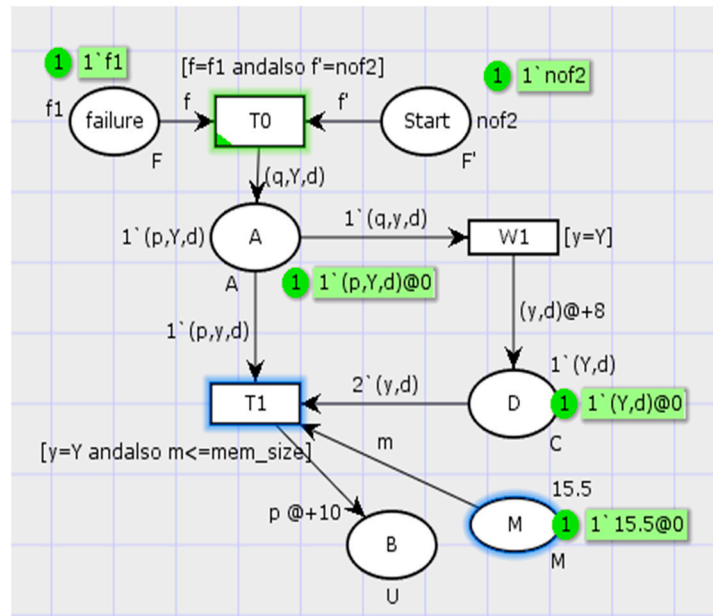 1 1`f1
[f=f1 andalso f'=nof2]
1 1`nof2
f1 failure f T0 f' Start nof2
F F'
(q,Y,d)
1`(p,Y,d) A 1`(q,y,d) W1 [y=Y]
A 1 1`(p,Y,d)@0
1`(p,y,d) (y,d)@+8
1`(Y,d)
T1 2`(y,d) D 1 1`(Y,d)@0
C
m
[y=Y andalso m<=mem_size]
15.5
p @+10 M 1 1`15.5@0
B M
U